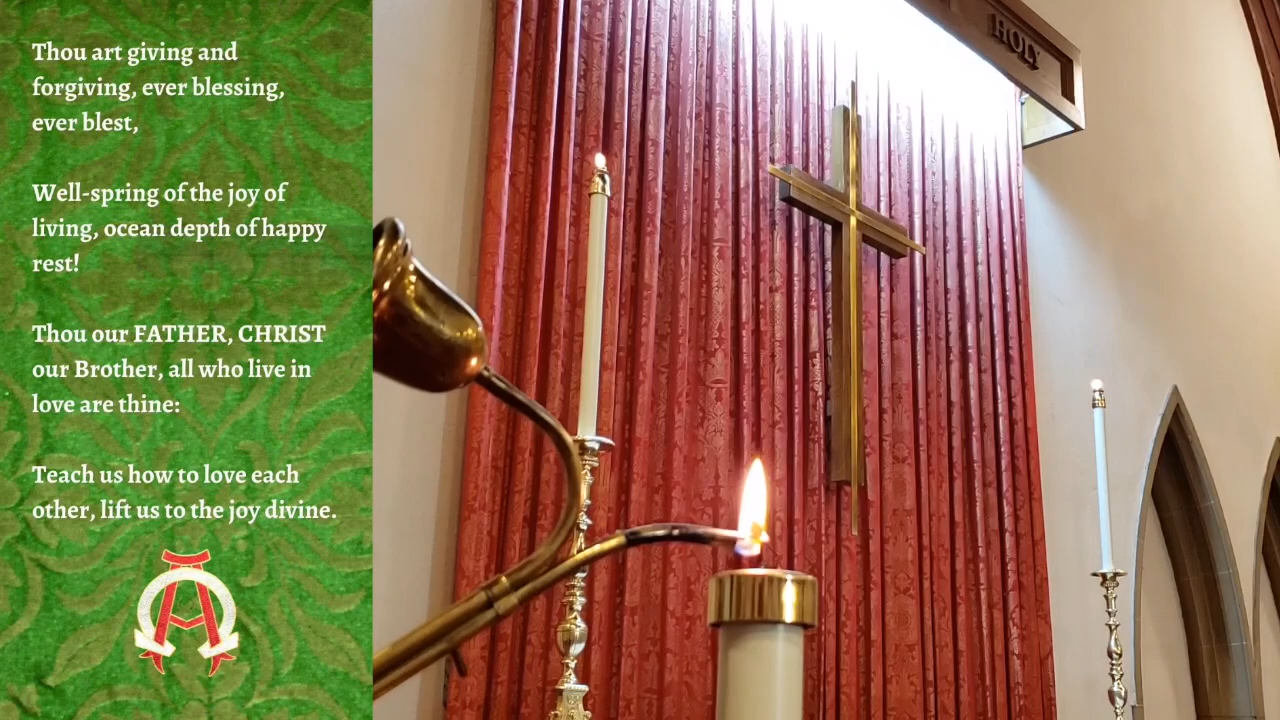 Thou art giving and
forgiving, ever blessing,
ever blest,
Well-spring of the joy of
living, ocean depth of happy
rest!
Thou our FATHER, CHRIST
our Brother, all who live in
love are thine:
Teach us how to love each
other, lift us to the joy divine.
HOLY